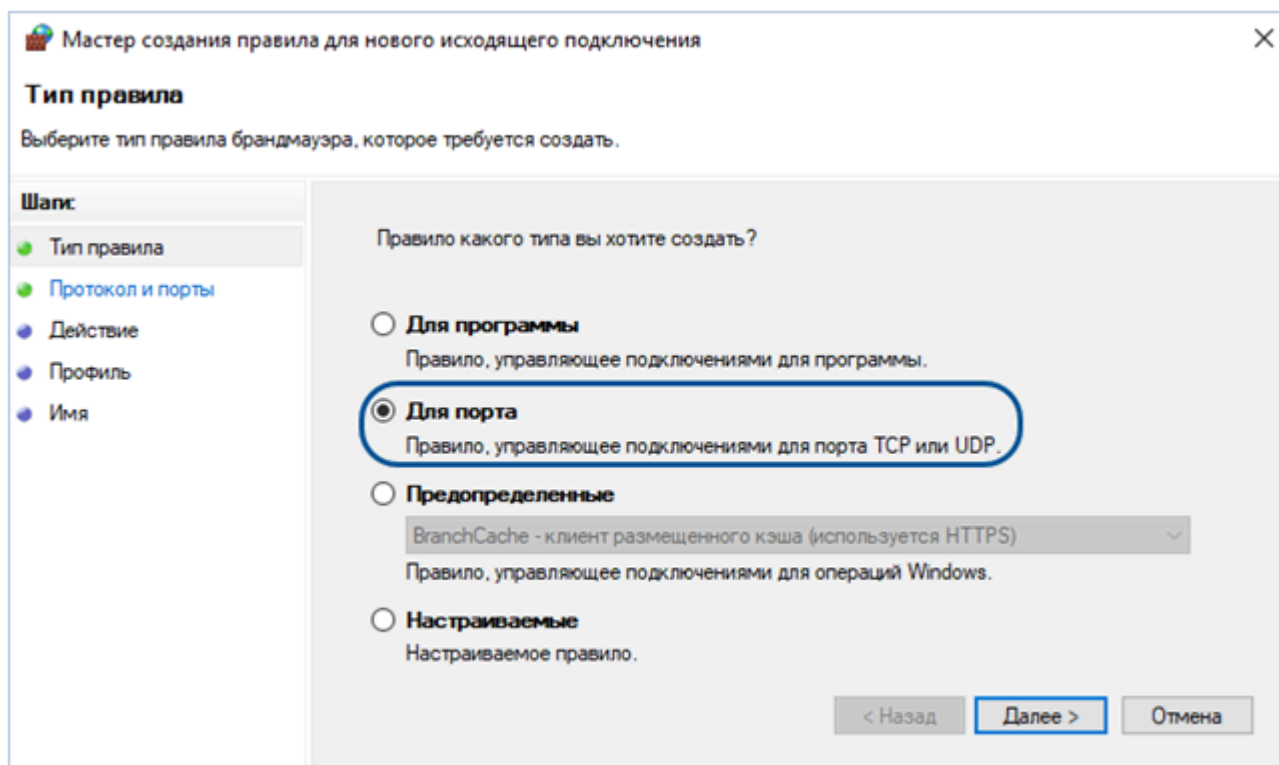 Мастер создания правила для нового исходящего подключения
Тип правила
Выберите тип правила брандмауэра, которое требуется создать.
Шаги:
Тип правила
Протокол и порты
Действие
Профиль
Имя
Правило какого типа вы хотите создать?
Для программы
Правило, управляющее подключениями для программы.
Для порта
Правило, управляющее подключениями для порта TCP или UDP.
Предопределенные
BranchCache - клиент размещенного кэша (используется HTTPS)
Правило, управляющее подключениями для операций Windows.
Настраиваемые
Настраиваемое правило.
< Назад
Далее >
Отмена